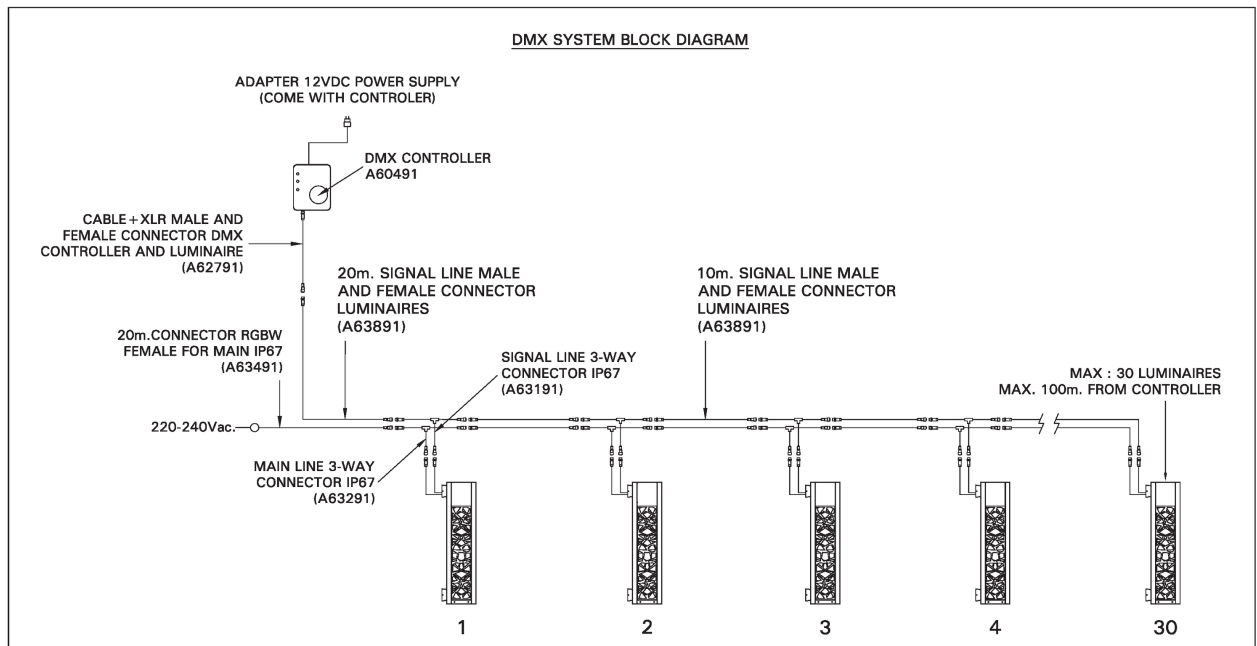 DMX SYSTEM BLOCK DIAGRAM
ADAPTER 12VDC POWER SUPPLY
(COME WITH CONTROLER)
DMX CONTROLLER
A60491
CABLE+XLR MALE AND
FEMALE CONNECTOR DMX
CONTROLLER AND LUMINAIRE
(A62791)
20m. SIGNAL LINE MALE
AND FEMALE CONNECTOR
LUMINAIRES
(A63891)
10m. SIGNAL LINE MALE
AND FEMALE CONNECTOR
LUMINAIRES
(A63891)
20m.CONNECTOR RGBW
FEMALE FOR MAIN IP67
(A63491)
SIGNAL LINE 3-WAY
CONNECTOR IP67
(A63191)
MAX : 30 LUMINAIRES
MAX. 100m. FROM CONTROLLER
220-240Vac.
MAIN LINE 3-WAY
CONNECTOR IP67
(A63291)
1
2
3
4
30